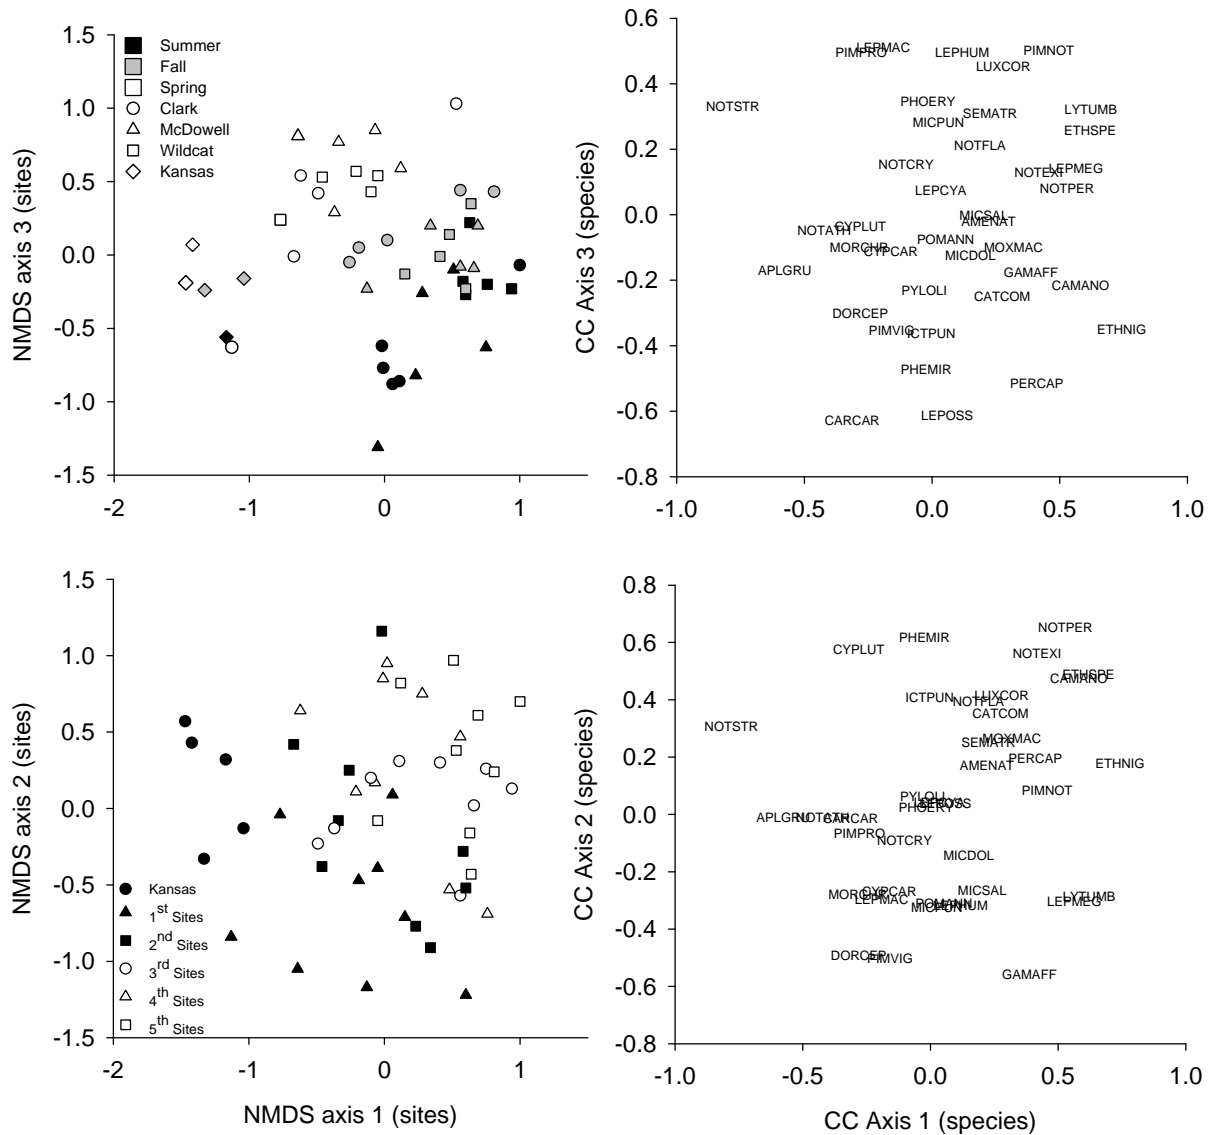 1.5
1.0
0.5
0.0
-0.5
-1.0
-1.5
NMDS axis 3 (sites)
Summer
Fall
Spring
Clark
McDowell
Wildcat
Kansas
-2 -1 0 1
0.6
0.4
0.2
0.0
-0.2
-0.4
-0.6
-0.8
CC Axis 3 (species)
LEPMAC
PIMPRO LEPHUM PIMNOT
LUXCOR
NOTSTR PHOERY LYTUMB
SEMATR
MICPUN ETHSPE
NOTFLA
NOTCRY LEPMEG
NOTEXI
LEPCYA NOTPER
MICSAL
AMENAT
CYPLUT
NOTATH
POMANN
MORCHR CYPCAR MOXMAC
MICDOL
APLGRU GAMAFF
CAMANO
PYLOLI CATCOM
DORCEP
PIMVIG ICTPUN ETHNIG
PHEMIR
PERCAP
CARCAR LEPOSS
-1.0 -0.5 0.0 0.5 1.0
1.5
1.0
0.5
0.0
-0.5
-1.0
-1.5
NMDS axis 2 (sites)
Kansas
1st Sites
2nd Sites
3rd Sites
4th Sites
5th Sites
-2 -1 0 1
NMDS axis 1 (sites)
0.8
0.6
0.4
0.2
0.0
-0.2
-0.4
-0.6
-0.8
CC Axis 2 (species)
NOTPER
PHEMIR
CYPLUT NOTEXI
ETHSPE
CAMANO
ICTPUN LUXCOR
NOTFLA
CATCOM
NOTSTR
MOXMAC
SEMATR
PERCAP
AMENAT ETHNIG
PIMNOT
PYLOLI
LEPCYA LEPOSS
PHOERY
APLGRU NOTATH CARCAR
PIMPRO
NOTCRY
MICDOL
MORCHR CYPCAR MICSAL
LEPMAC LYTUMB
LEPMEG
POMANN LEPHUM
MICPUN
DORCEP PIMVIG
GAMAFF
-1.0 -0.5 0.0 0.5 1.0
CC Axis 1 (species)